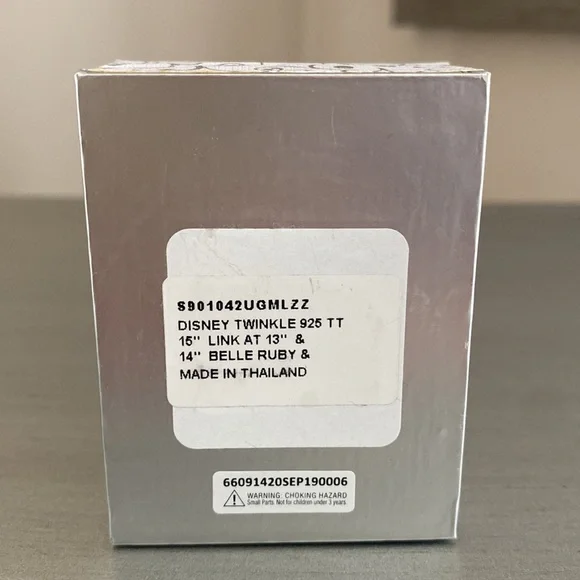 S901042UGMLZZ
DISNEY TWINKLE 925 TT
15" LINK AT 13" &
14" BELLE RUBY &
MADE IN THAILAND
66091420SEP190006
WARNING: CHOKING HAZARD
Small Parts. Not for children under 3 years.